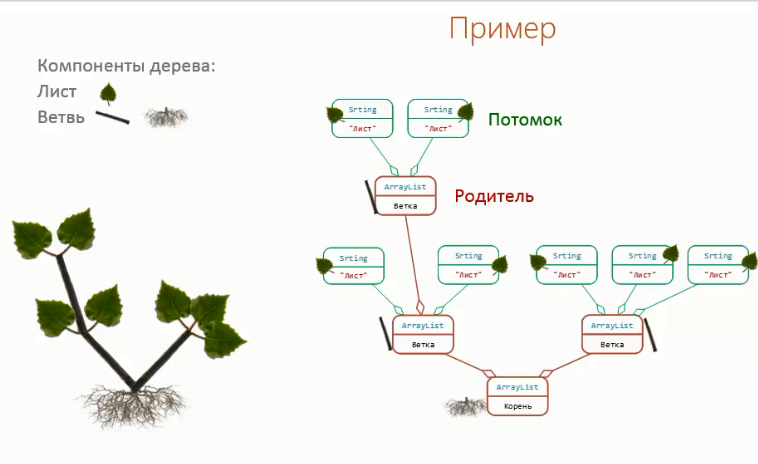 Пример
Компоненты дерева:
Лист
Ветвь
Srting
"Лист"
Srting
"Лист"
Потомок
ArrayList
Ветка
Родитель
Srting
"Лист"
Srting
"Лист"
Srting
"Лист"
Srting
"Лист"
Srting
"Лист"
ArrayList
Ветка
ArrayList
Ветка
ArrayList
Корень